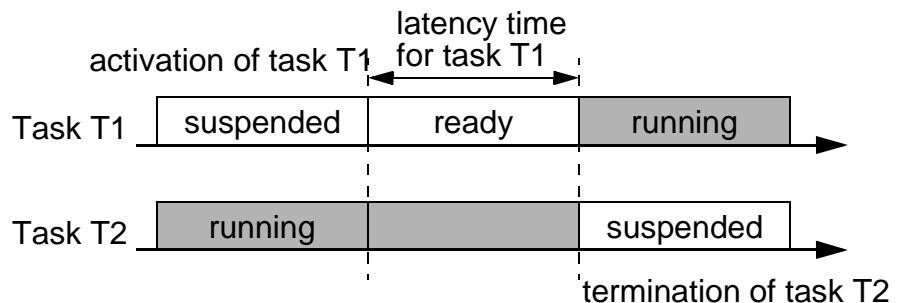 latency time
for task T1
activation of task T1
Task T1
suspended
ready
running
Task T2
running
suspended
termination of task T2